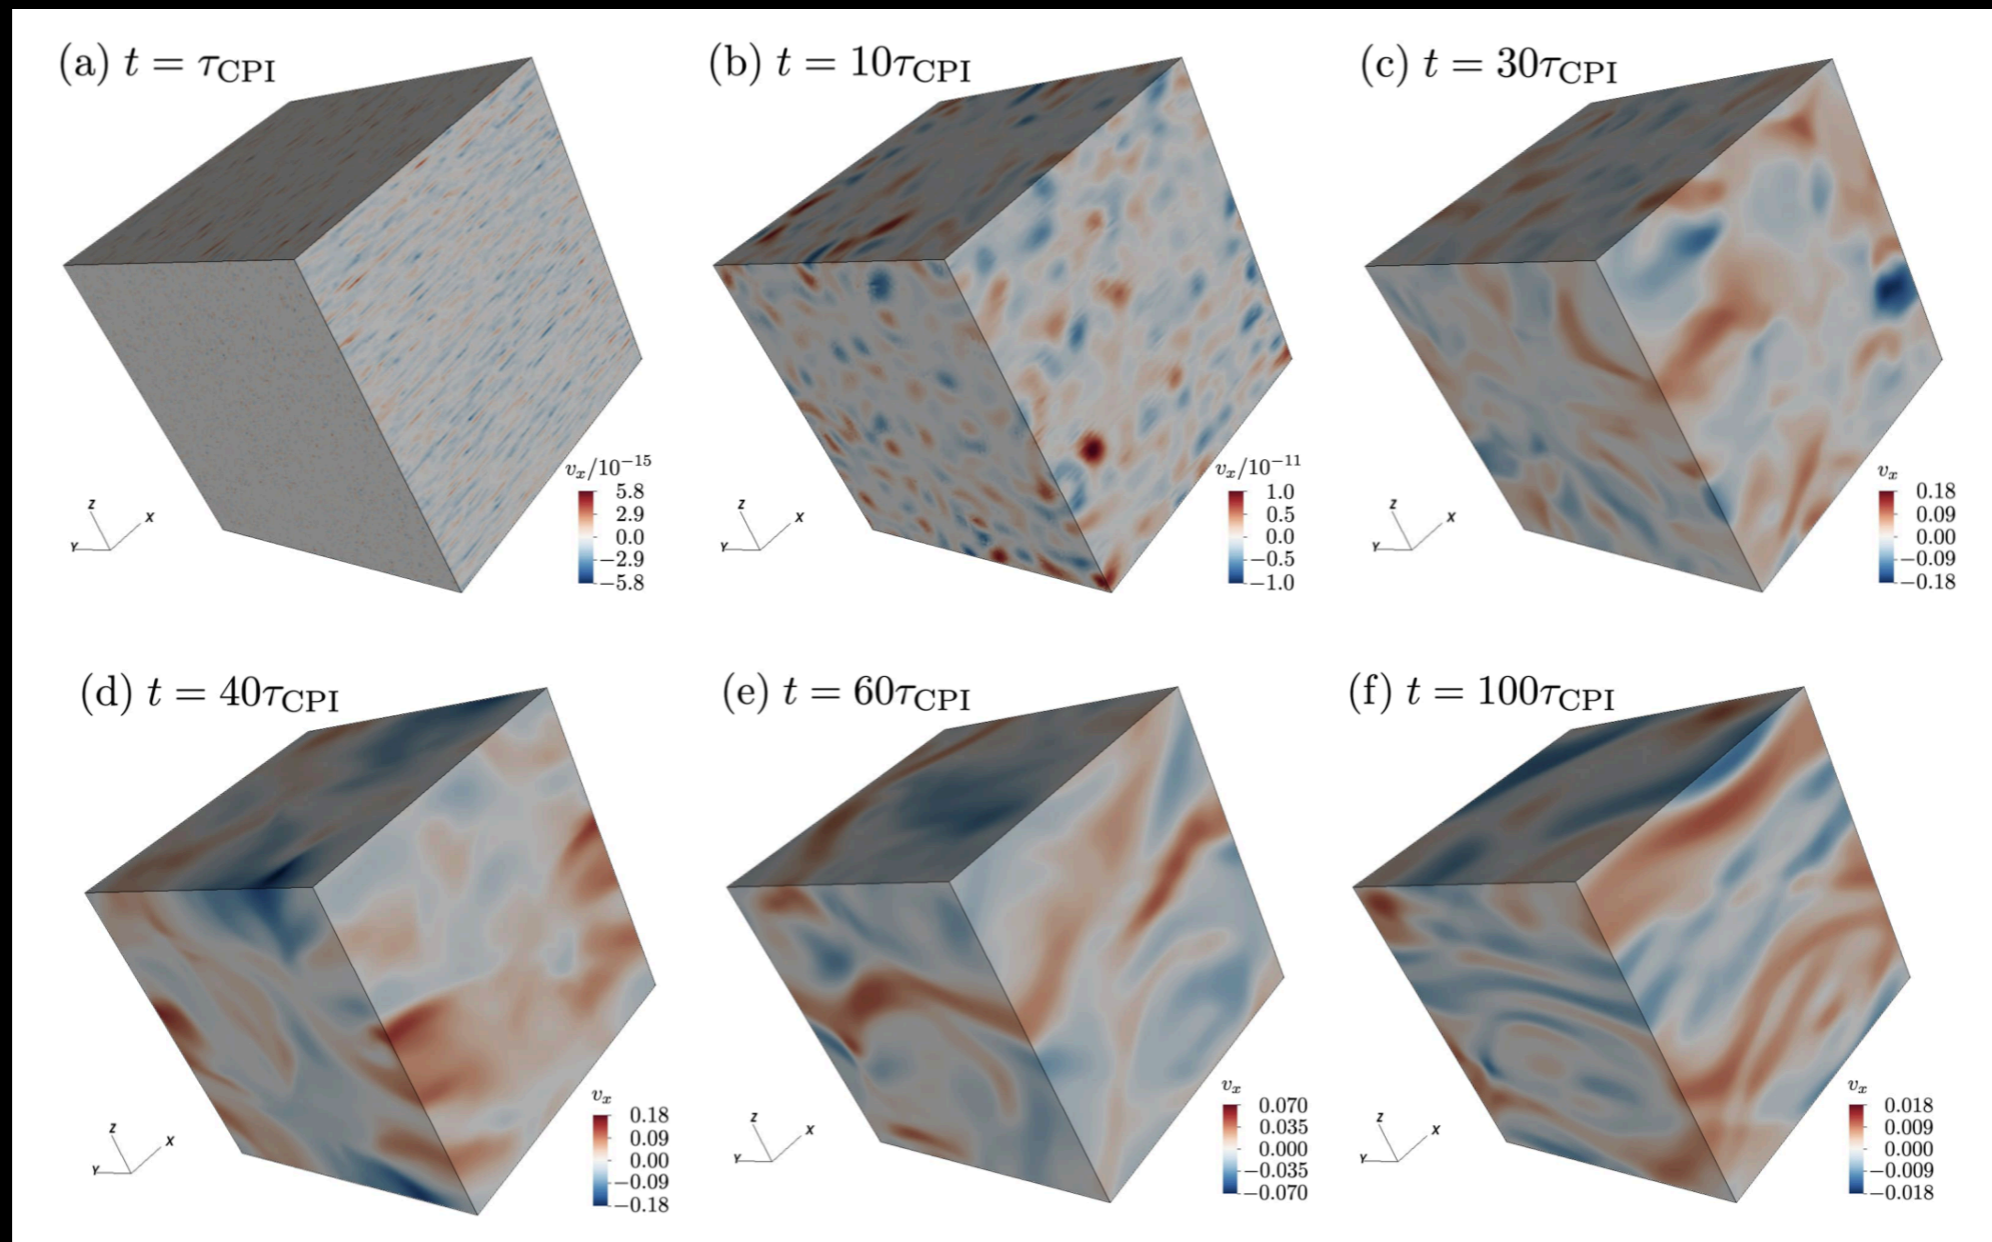 (a) t = τCPI
(b) t = 10τCPI
(c) t = 30τCPI
vx/10−15
5.8
2.9
0.0
−2.9
−5.8
z
x
Y
vx/10−11
1.0
0.5
0.0
−0.5
−1.0
z
x
Y
vx
0.18
0.09
0.00
−0.09
−0.18
z
x
Y
(d) t = 40τCPI
(e) t = 60τCPI
(f) t = 100τCPI
vx
0.18
0.09
0.00
−0.09
−0.18
z
x
Y
vx
0.070
0.035
0.000
−0.035
−0.070
z
x
Y
vx
0.018
0.009
0.000
−0.009
−0.018
z
x
Y